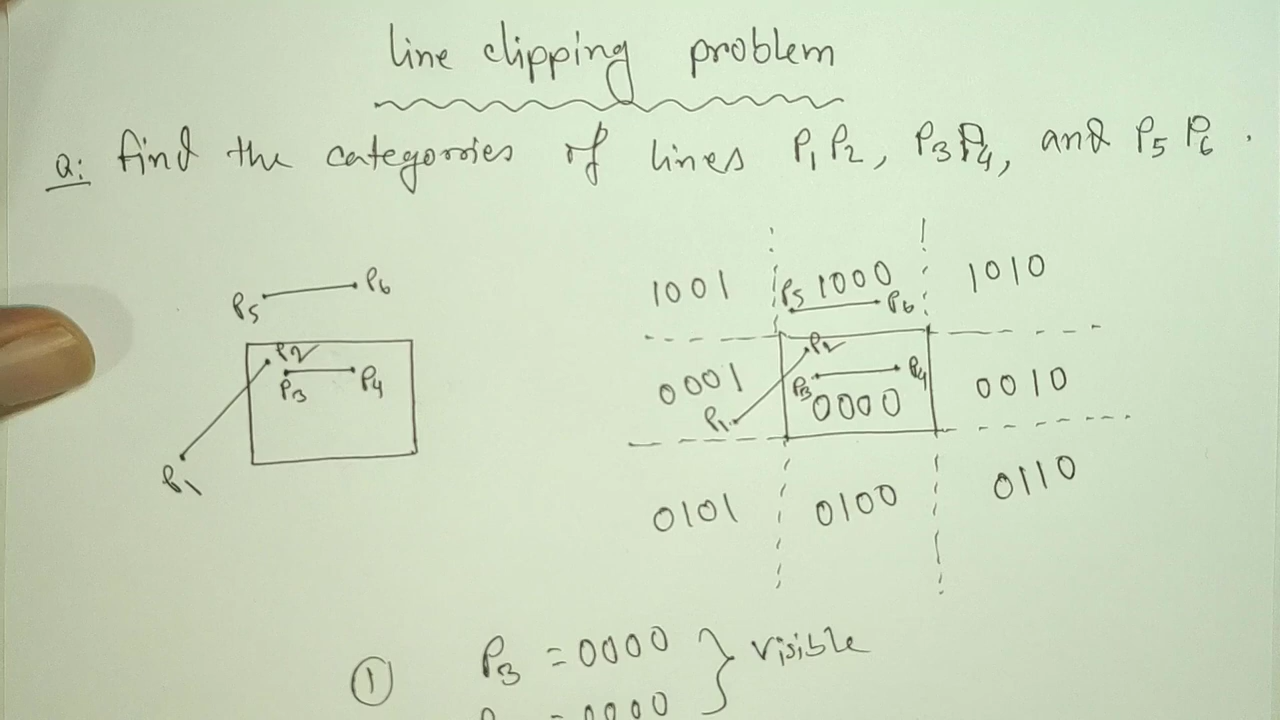 line clipping problem
Q: find the categories of lines P1P2, P3P4, and P5P6.
P5 P6
P2
P3 P4
P1
1001 P5 1000 1010
P6
P2
0001 P3 P4 0010
P1 0000
0101 0100 0110
① P3 = 0000 } visible
= 0000